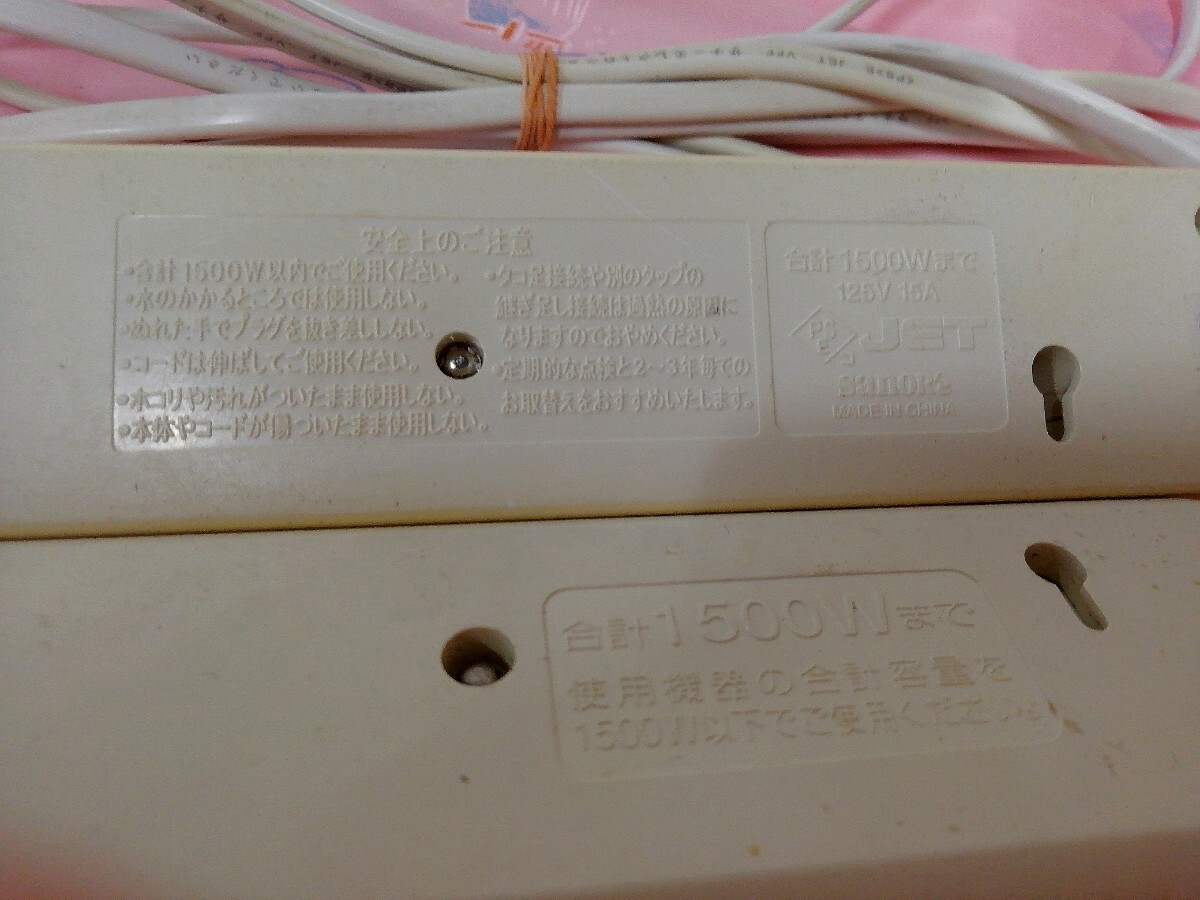 安全上のご注意
•合計1500W以内でご使用ください。
•水のかかるところでは使用しない。
•ぬれた手でプラグを抜き差ししない。
•コードは伸ばしてご使用ください。
•ホコリや汚れがついたまま使用しない。
•本体やコードが傷ついたまま使用しない。
•タコ足接続や別のタップの
継ぎ足し接続は過熱の原因に
なりますのでおやめください。
•定期的な点検と2〜3年毎での
お取替えをおすすめいたします。
合計1500Wまで
125V 15A
PS
E
JET
SANOR's
MADE IN CHINA
合計1500Wまで
使用機器の合計容量を
1500W以下でご使用ください。